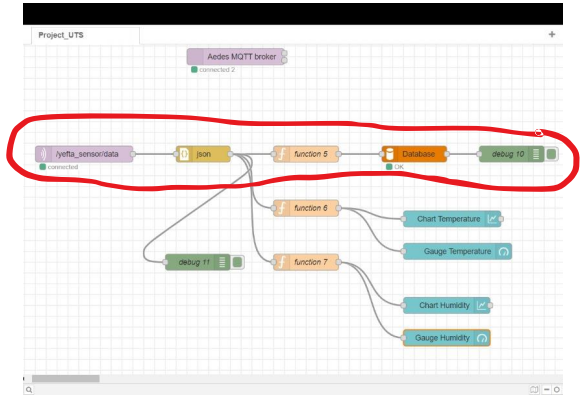 Project_UTS
Aedes MQTT broker
connected 2
/yefta_sensor/data
json
function 5
Database
debug 10
connected
OK
function 6
Chart Temperature
Gauge Temperature
debug 11
function 7
Chart Humidity
Gauge Humidity